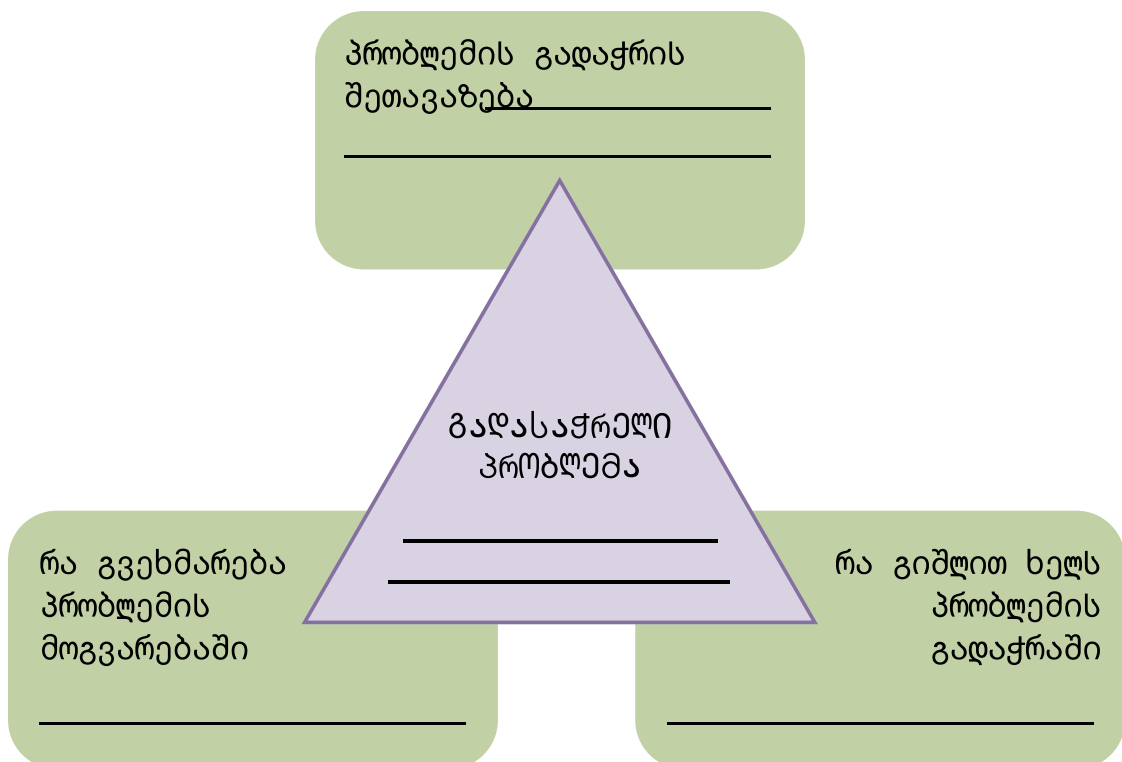 პრობლემის გადაჭრის
შეთავაზება
გადასაჭრელი
პრობლემა
რა გვეხმარება
პრობლემის
მოგვარებაში
რა გიშლით ხელს
პრობლემის
გადაჭრაში